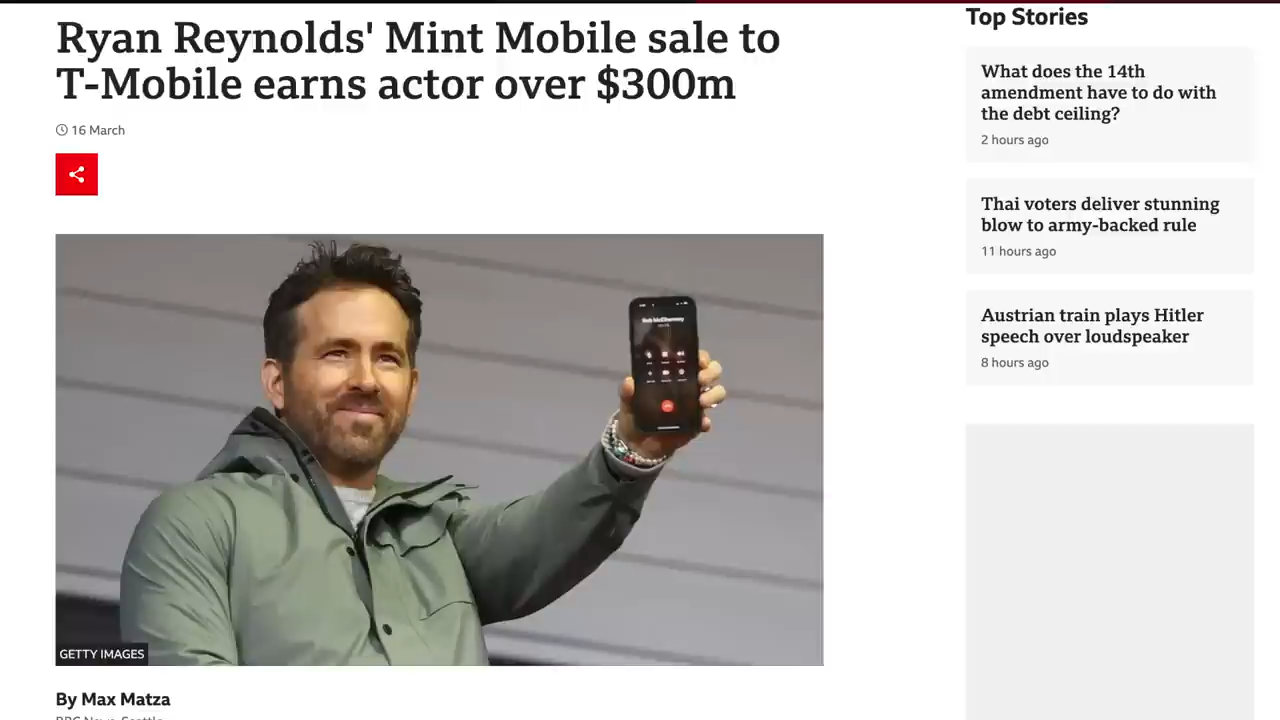 Ryan Reynolds' Mint Mobile sale to
T-Mobile earns actor over $300m
16 March
GETTY IMAGES
By Max Matza
BBC News, Seattle
Top Stories
What does the 14th
amendment have to do with
the debt ceiling?
2 hours ago
Thai voters deliver stunning
blow to army-backed rule
11 hours ago
Austrian train plays Hitler
speech over loudspeaker
8 hours ago